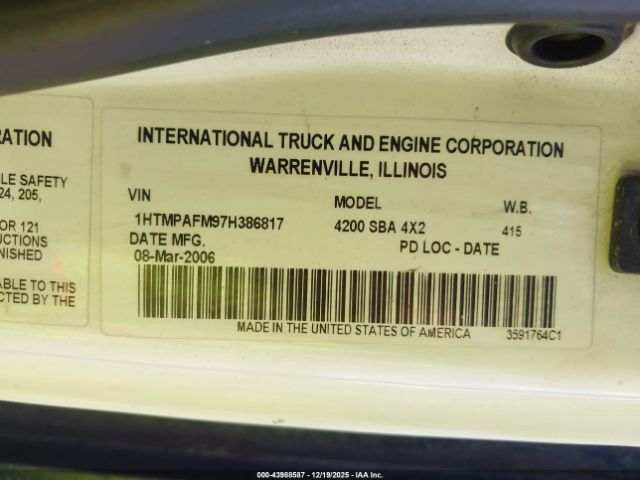 RATION
LE SAFETY
24, 205,
OR 121
UCTIONS
NISHED
ABLE TO THIS
CTED BY THE
INTERNATIONAL TRUCK AND ENGINE CORPORATION
WARRENVILLE, ILLINOIS
VIN MODEL W.B.
1HTMPAFM97H386817 4200 SBA 4X2 415
DATE MFG. PD LOC - DATE
08-Mar-2006
MADE IN THE UNITED STATES OF AMERICA 3591764C1
000-43988587 - 12/19/2025 - IAA Inc.